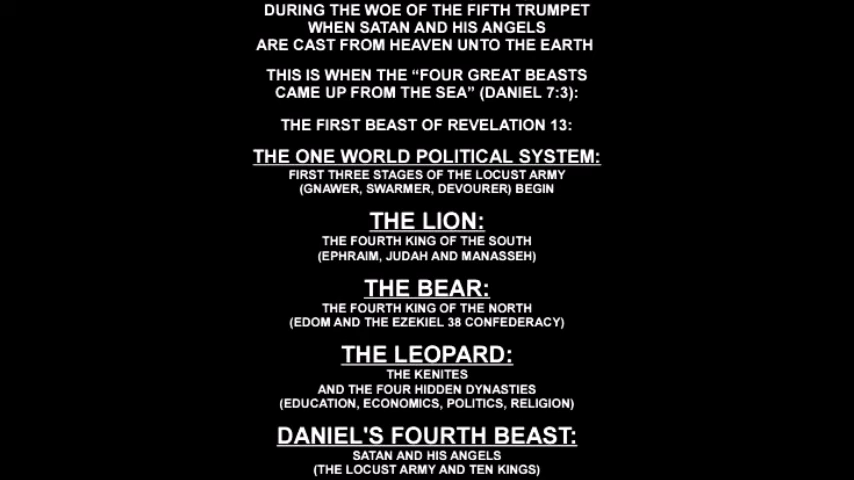 DURING THE WOE OF THE FIFTH TRUMPET
WHEN SATAN AND HIS ANGELS
ARE CAST FROM HEAVEN UNTO THE EARTH
THIS IS WHEN THE “FOUR GREAT BEASTS
CAME UP FROM THE SEA” (DANIEL 7:3):
THE FIRST BEAST OF REVELATION 13:
THE ONE WORLD POLITICAL SYSTEM:
FIRST THREE STAGES OF THE LOCUST ARMY
(GNAWER, SWARMER, DEVOURER) BEGIN
THE LION:
THE FOURTH KING OF THE SOUTH
(EPHRAIM, JUDAH AND MANASSEH)
THE BEAR:
THE FOURTH KING OF THE NORTH
(EDOM AND THE EZEKIEL 38 CONFEDERACY)
THE LEOPARD:
THE KENITES
AND THE FOUR HIDDEN DYNASTIES
(EDUCATION, ECONOMICS, POLITICS, RELIGION)
DANIEL'S FOURTH BEAST:
SATAN AND HIS ANGELS
(THE LOCUST ARMY AND TEN KINGS)